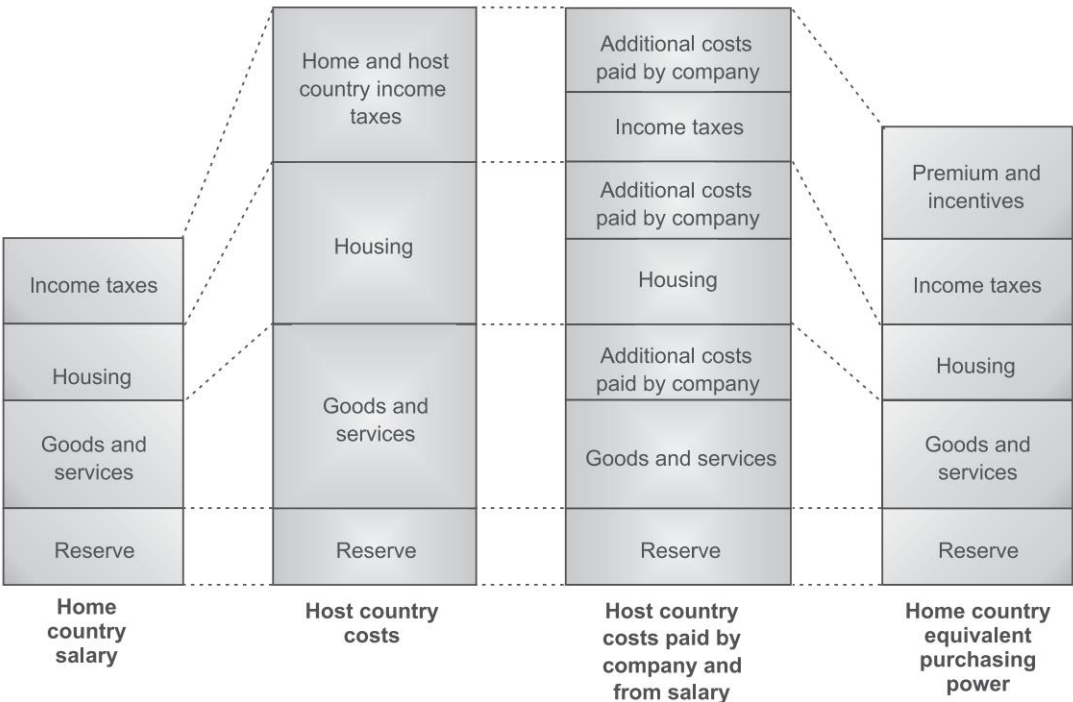 Income taxes
Housing
Goods and
services
Reserve
Home
country
salary
Home and host
country income
taxes
Housing
Goods and
services
Reserve
Host country
costs
Additional costs
paid by company
Income taxes
Additional costs
paid by company
Housing
Additional costs
paid by company
Goods and services
Reserve
Host country
costs paid by
company and
from salary
Premium and
incentives
Income taxes
Housing
Goods and
services
Reserve
Home country
equivalent
purchasing
power